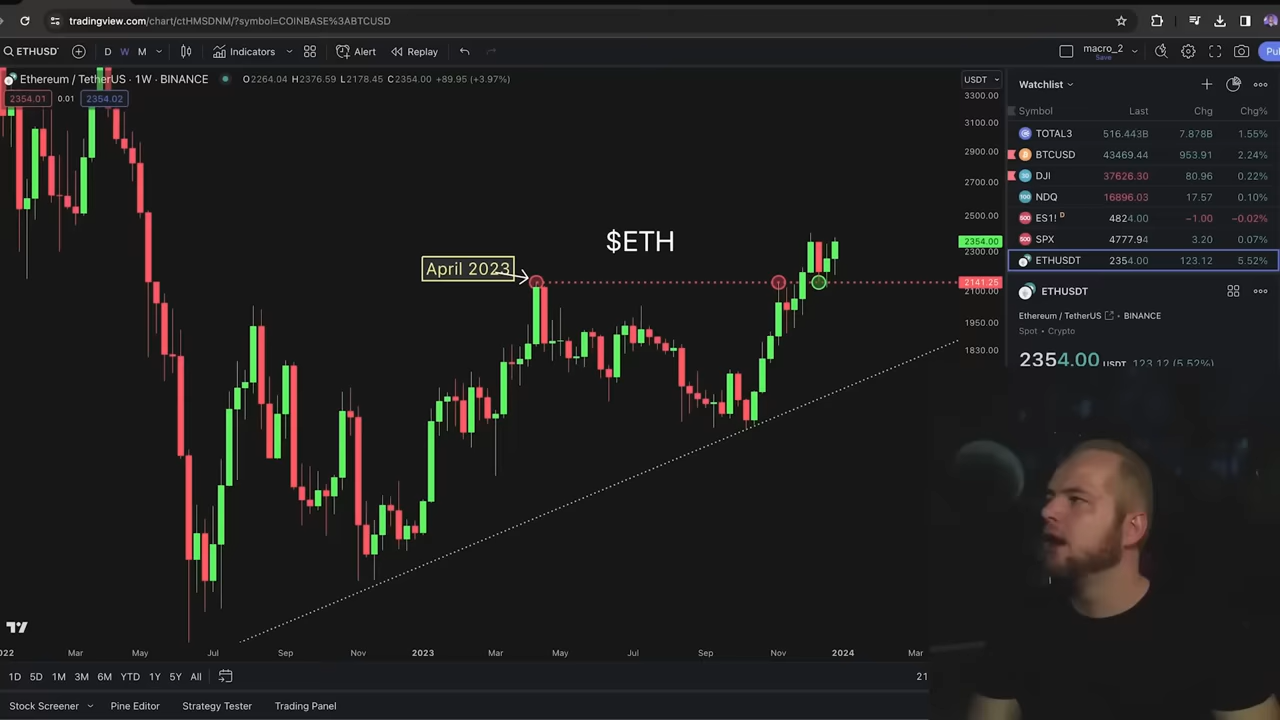 tradingview.com/chart/ctHMSDNM/?symbol=COINBASE%3ABTCUSD
ETHUSDT D W M Indicators Alert Replay macro_2
Save
Ethereum / TetherUS · 1W · BINANCE O2264.04 H2376.59 L2178.45 C2354.00 +89.95 (+3.97%)
2354.01 0.01 2354.02
USDT
3300.00
3100.00
2900.00
2700.00
2500.00
2354.00
2300.00
2141.25
2100.00
1950.00
1830.00
$ETH
April 2023
Mar May Jul Sep Nov 2023 Mar May Jul Sep Nov 2024 Mar
1D 5D 1M 3M 6M YTD 1Y 5Y All
Stock Screener Pine Editor Strategy Tester Trading Panel
Watchlist
Symbol Last Chg Chg%
TOTAL3 516.443B 7.878B 1.55%
BTCUSD 43469.44 953.91 2.24%
DJI 37626.30 80.96 0.22%
NDQ 16896.03 17.57 0.10%
ES1! D 4824.00 −1.00 −0.02%
SPX 4777.94 3.20 0.07%
ETHUSDT 2354.00 123.12 5.52%
ETHUSDT
Ethereum / TetherUS • BINANCE
Spot • Crypto
2354.00 USDT 123.12 (5.52%)